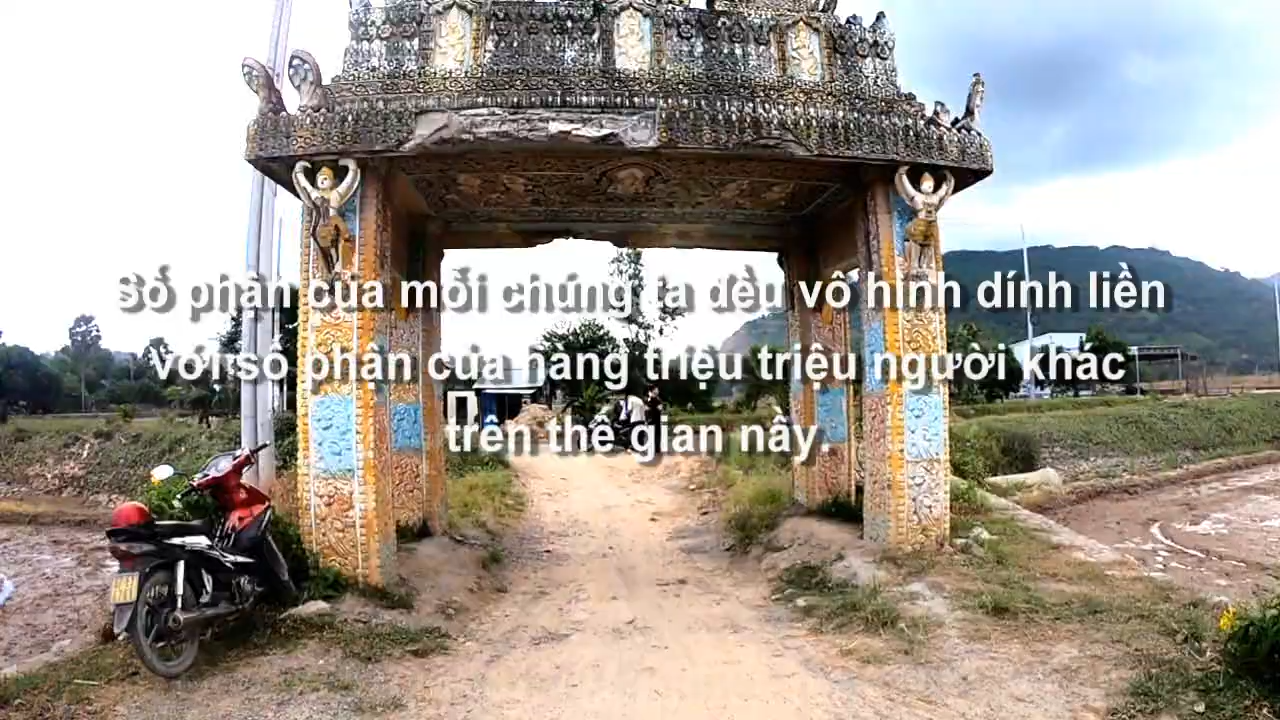 Số phận của mỗi chúng ta đều vô hình dính liền
với số phận của hàng triệu triệu người khác
trên thế gian nầy.